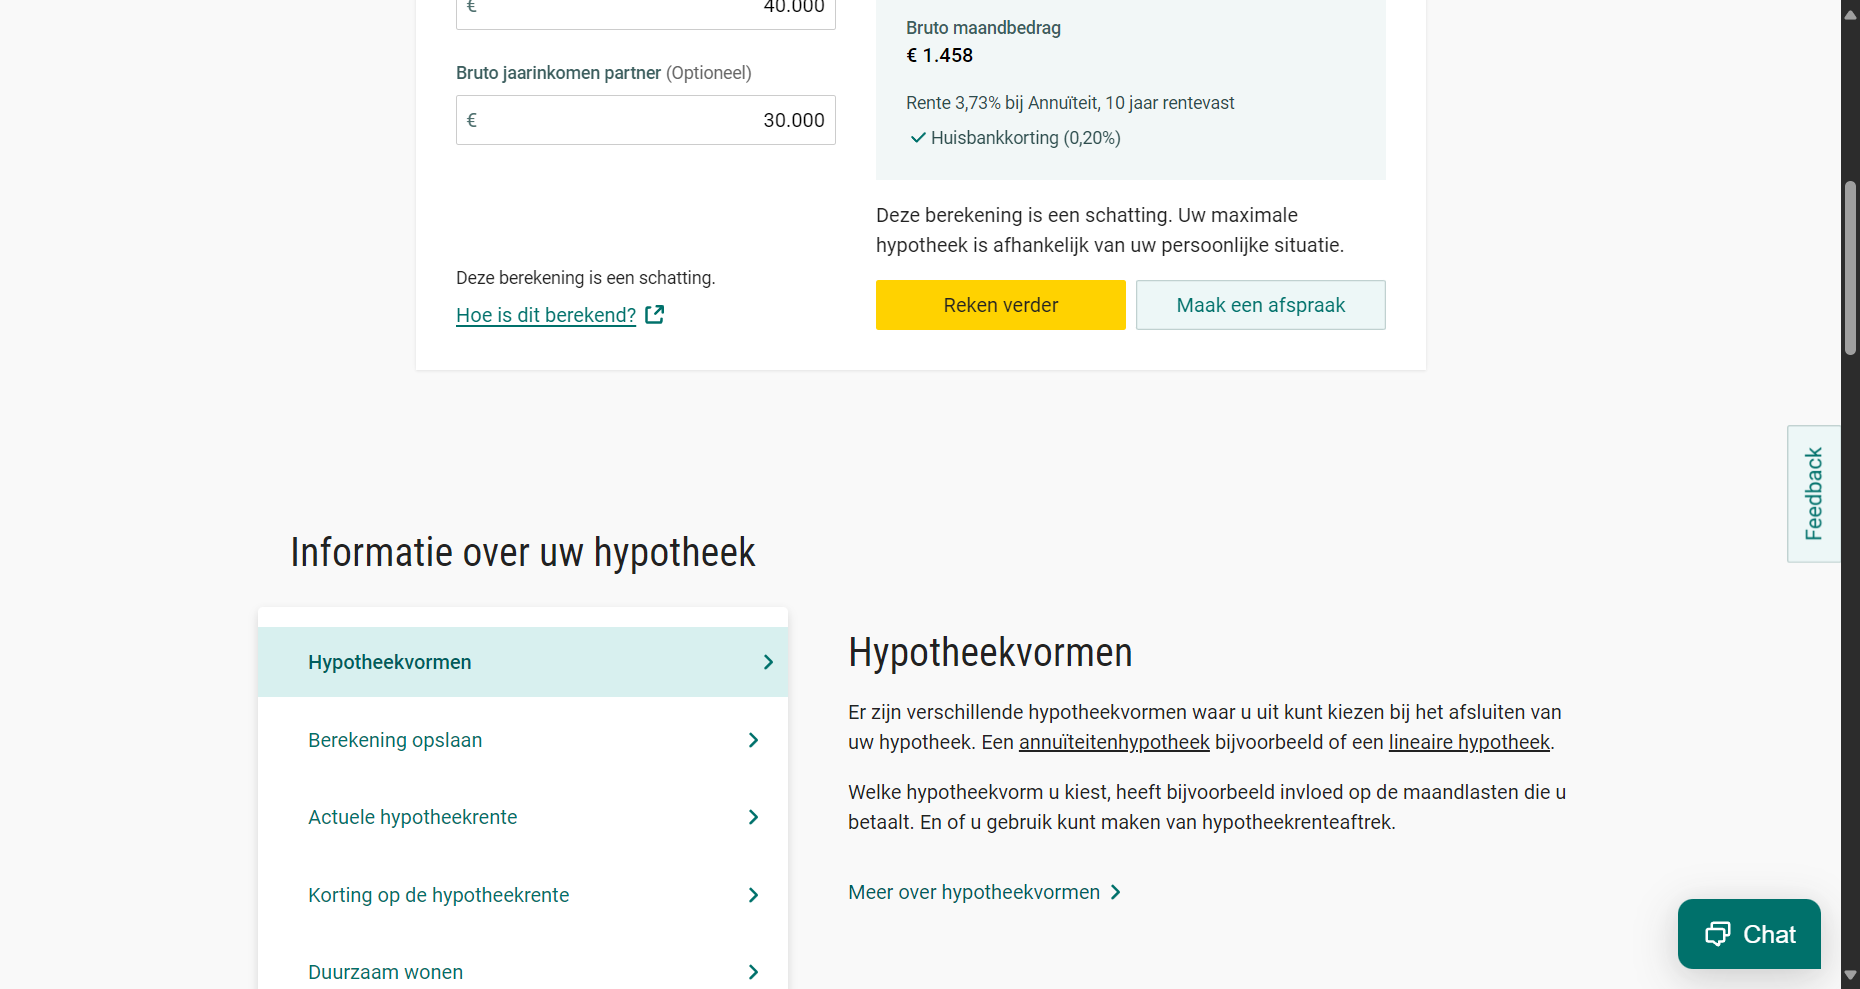 € 40.000
Bruto jaarinkomen partner (Optioneel)
€ 30.000
Deze berekening is een schatting.
Hoe is dit berekend?
Bruto maandbedrag
€ 1.458
Rente 3,73% bij Annuïteit, 10 jaar rentevast
Huisbankkorting (0,20%)
Deze berekening is een schatting. Uw maximale
hypotheek is afhankelijk van uw persoonlijke situatie.
Reken verder
Maak een afspraak
Feedback
Informatie over uw hypotheek
Hypotheekvormen
Berekening opslaan
Actuele hypotheekrente
Korting op de hypotheekrente
Duurzaam wonen
Hypotheekvormen
Er zijn verschillende hypotheekvormen waar u uit kunt kiezen bij het afsluiten van
uw hypotheek. Een annuïteitenhypotheek bijvoorbeeld of een lineaire hypotheek.
Welke hypotheekvorm u kiest, heeft bijvoorbeeld invloed op de maandlasten die u
betaalt. En of u gebruik kunt maken van hypotheekrenteaftrek.
Meer over hypotheekvormen
Chat